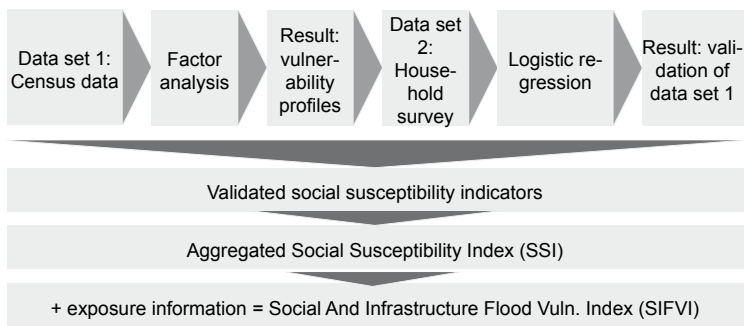 Data set 1:
Census data
Factor
analysis
Result:
vulner-
ability
profiles
Data set
2:
House-
hold
survey
Logistic re-
gression
Result: vali-
dation of
data set 1
Validated social susceptibility indicators
Aggregated Social Susceptibility Index (SSI)
+ exposure information = Social And Infrastructure Flood Vuln. Index (SIFVI)